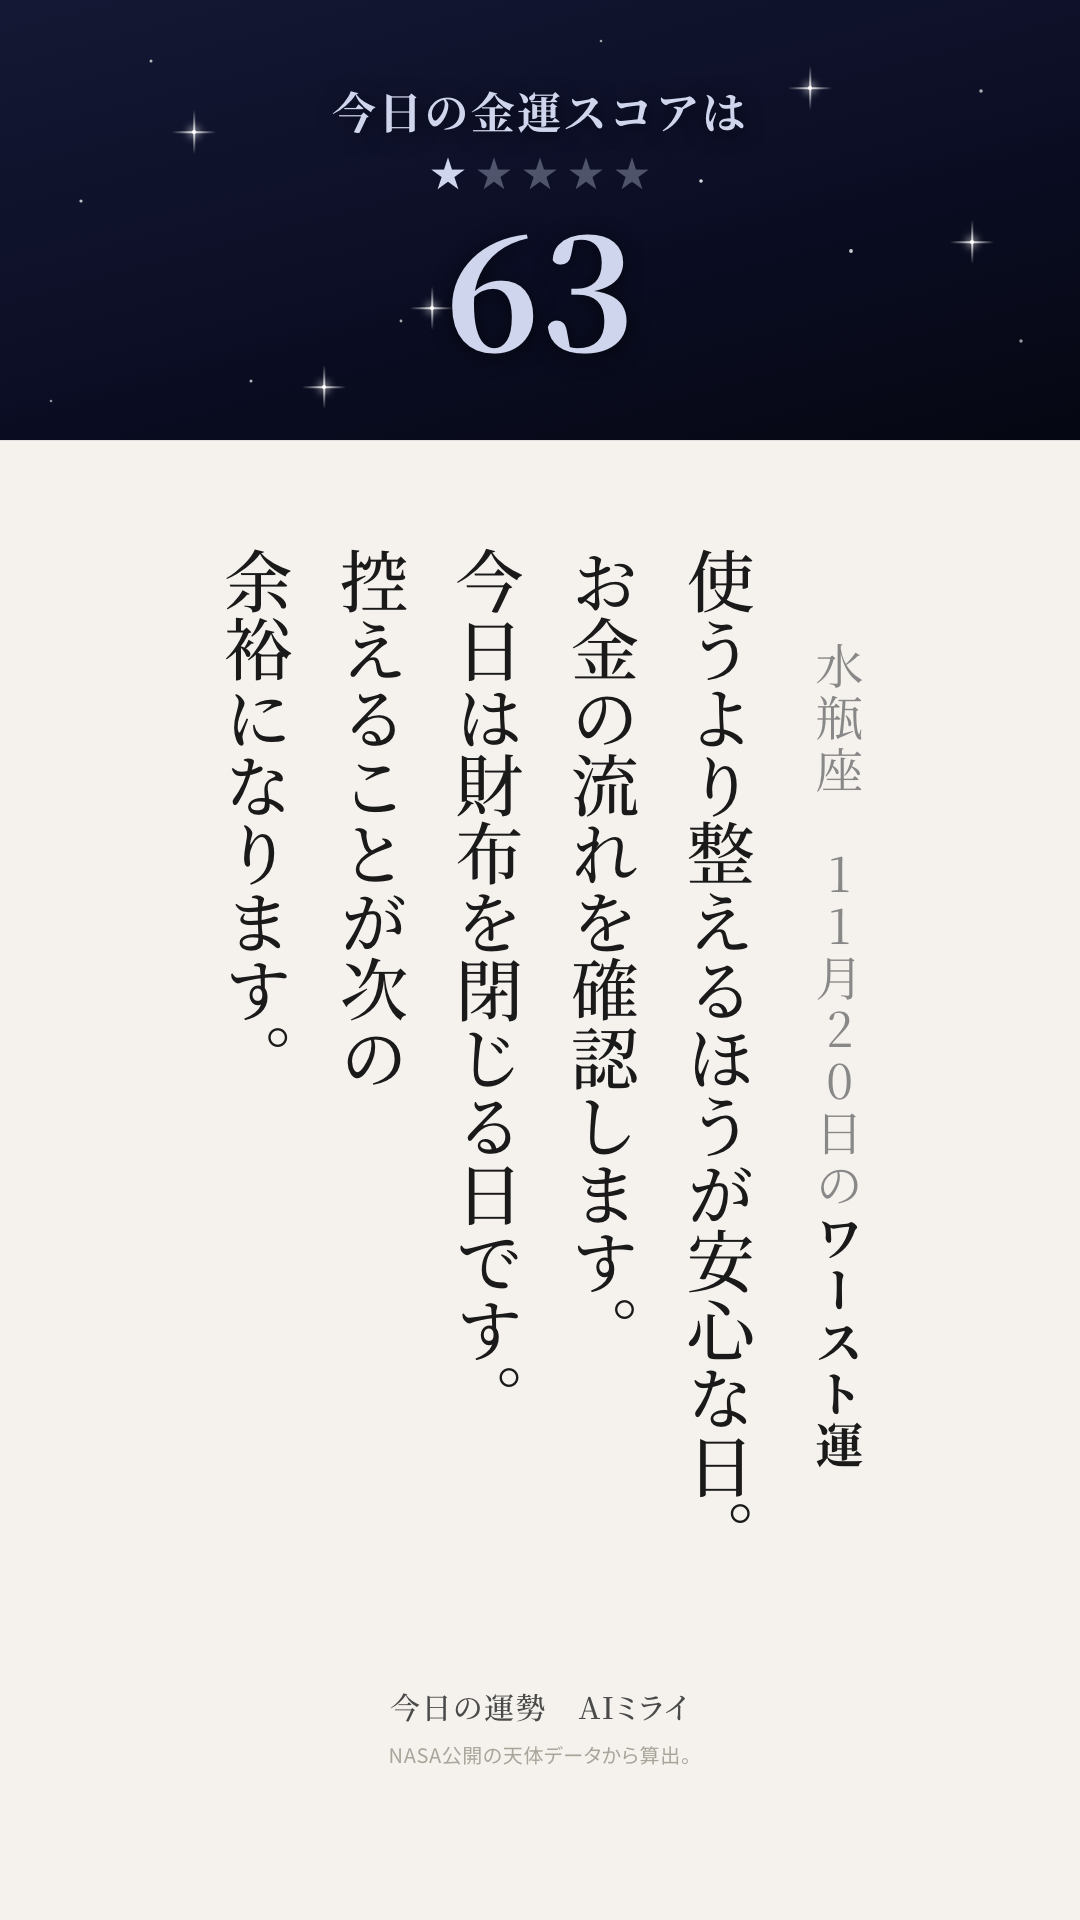 今日の金運スコアは
★★★★★
63
水瓶座　11月20日のワースト運
使うより整えるほうが安心な日。
お金の流れを確認します。
今日は財布を閉じる日です。
控えることが次の
余裕になります。
今日の運勢　AIミライ
NASA公開の天体データから算出。